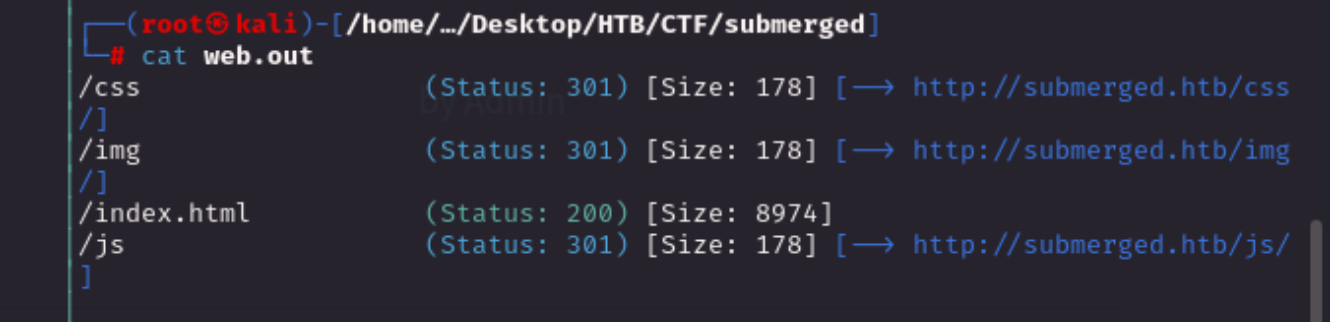 ┌──(root㉿kali)-[/home/…/Desktop/HTB/CTF/submerged]
└─# cat web.out
/css                  (Status: 301) [Size: 178] [--> http://submerged.htb/css
/]
/img                  (Status: 301) [Size: 178] [--> http://submerged.htb/img
/]
/index.html           (Status: 200) [Size: 8974]
/js                   (Status: 301) [Size: 178] [--> http://submerged.htb/js/
]
by Admin